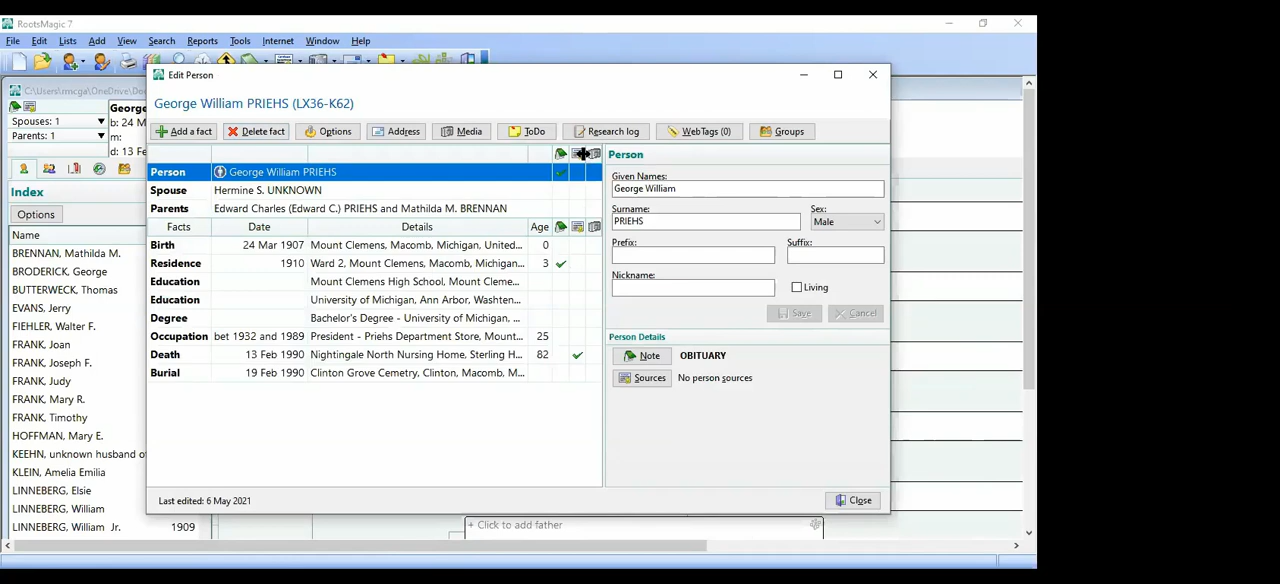 RootsMagic 7
File Edit Lists Add View Search Reports Tools Internet Window Help
Edit Person
George William PRIEHS (LX36-K62)
Add a fact Delete fact Options Address Media ToDo Research log WebTags (0) Groups
C:\Users\rmcga\OneDrive\Do
Georg
Spouses: 1 b: 24 M
Parents: 1 m:
d: 13 Fe
Index
Options
Name
BRENNAN, Mathilda M.
BRODERICK, George
BUTTERWECK, Thomas
EVANS, Jerry
FIEHLER, Walter F.
FRANK, Joan
FRANK, Joseph F.
FRANK, Judy
FRANK, Mary R.
FRANK, Timothy
HOFFMAN, Mary E.
KEEHN, unknown husband o
KLEIN, Amelia Emilia
LINNEBERG, Elsie
LINNEBERG, William
LINNEBERG, William Jr. 1909
Person George William PRIEHS
Spouse Hermine S. UNKNOWN
Parents Edward Charles (Edward C.) PRIEHS and Mathilda M. BRENNAN
Facts Date Details Age
Birth 24 Mar 1907 Mount Clemens, Macomb, Michigan, United... 0
Residence 1910 Ward 2, Mount Clemens, Macomb, Michigan... 3
Education Mount Clemens High School, Mount Cleme...
Education University of Michigan, Ann Arbor, Washten...
Degree Bachelor's Degree - University of Michigan, ...
Occupation bet 1932 and 1989 President - Priehs Department Store, Mount... 25
Death 13 Feb 1990 Nightingale North Nursing Home, Sterling H... 82
Burial 19 Feb 1990 Clinton Grove Cemetry, Clinton, Macomb, M...
Person
Given Names:
George William
Surname: Sex:
PRIEHS Male
Prefix: Suffix:
Nickname:
Living
Save Cancel
Person Details
Note OBITUARY
Sources No person sources
Last edited: 6 May 2021
Close
+ Click to add father